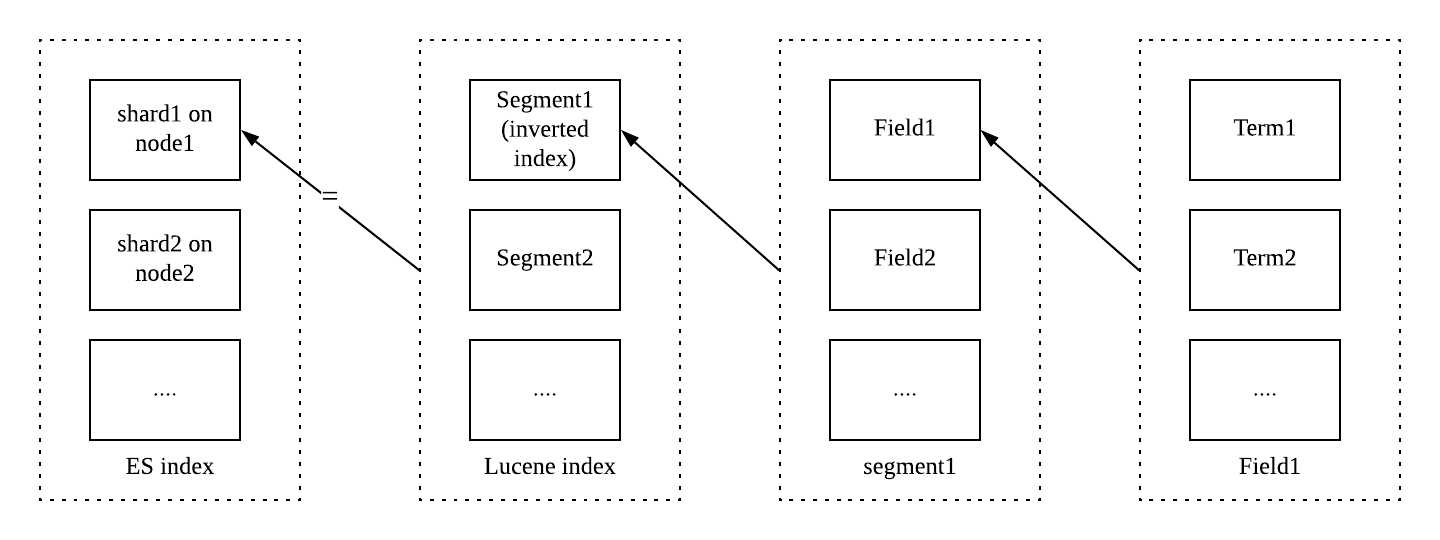 shard1 on
node1
shard2 on
node2
....
ES index
=
Segment1
(inverted
index)
Segment2
....
Lucene index
Field1
Field2
....
segment1
Term1
Term2
....
Field1